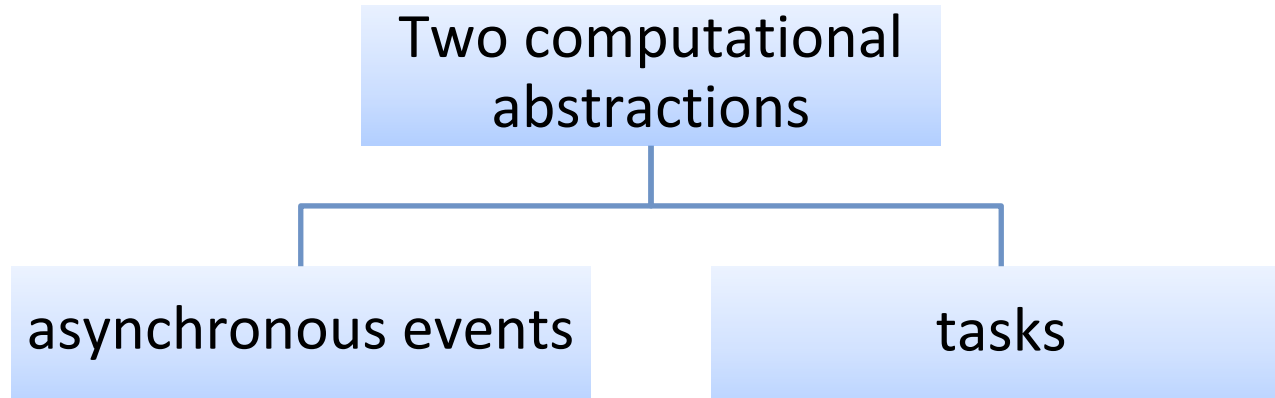 Two computational
abstractions
asynchronous events
tasks